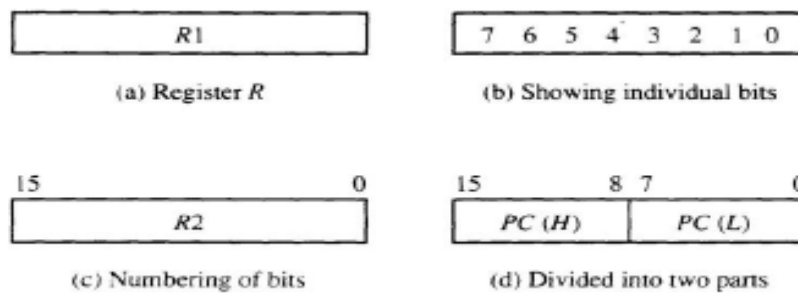 R1
7 6 5 4 3 2 1 0
(a) Register R
(b) Showing individual bits
15 0
15 8 7 0
R2
PC (H) PC (L)
(c) Numbering of bits
(d) Divided into two parts